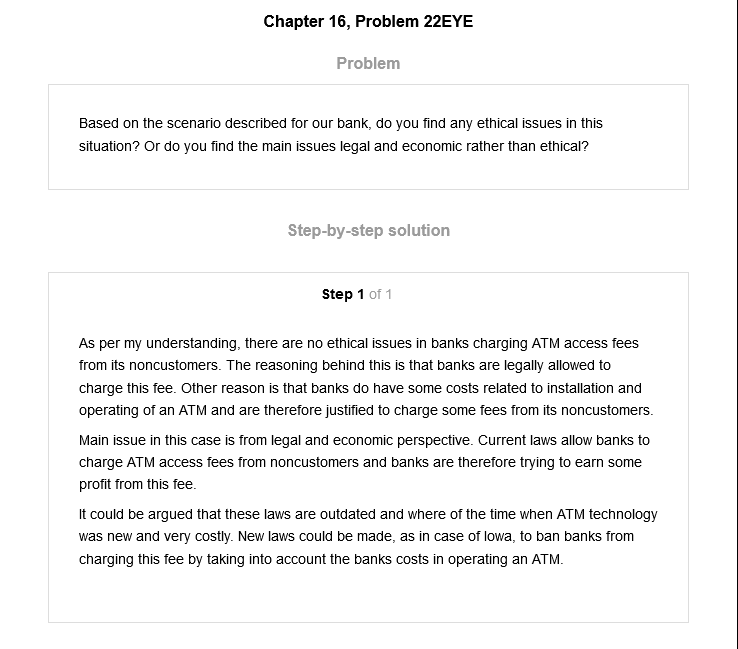 Chapter 16, Problem 22EYE
Problem
Based on the scenario described for our bank, do you find any ethical issues in this
situation? Or do you find the main issues legal and economic rather than ethical?
Step-by-step solution
Step 1 of 1
As per my understanding, there are no ethical issues in banks charging ATM access fees
from its noncustomers. The reasoning behind this is that banks are legally allowed to
charge this fee. Other reason is that banks do have some costs related to installation and
operating of an ATM and are therefore justified to charge some fees from its noncustomers.
Main issue in this case is from legal and economic perspective. Current laws allow banks to
charge ATM access fees from noncustomers and banks are therefore trying to earn some
profit from this fee.
It could be argued that these laws are outdated and where of the time when ATM technology
was new and very costly. New laws could be made, as in case of Iowa, to ban banks from
charging this fee by taking into account the banks costs in operating an ATM.